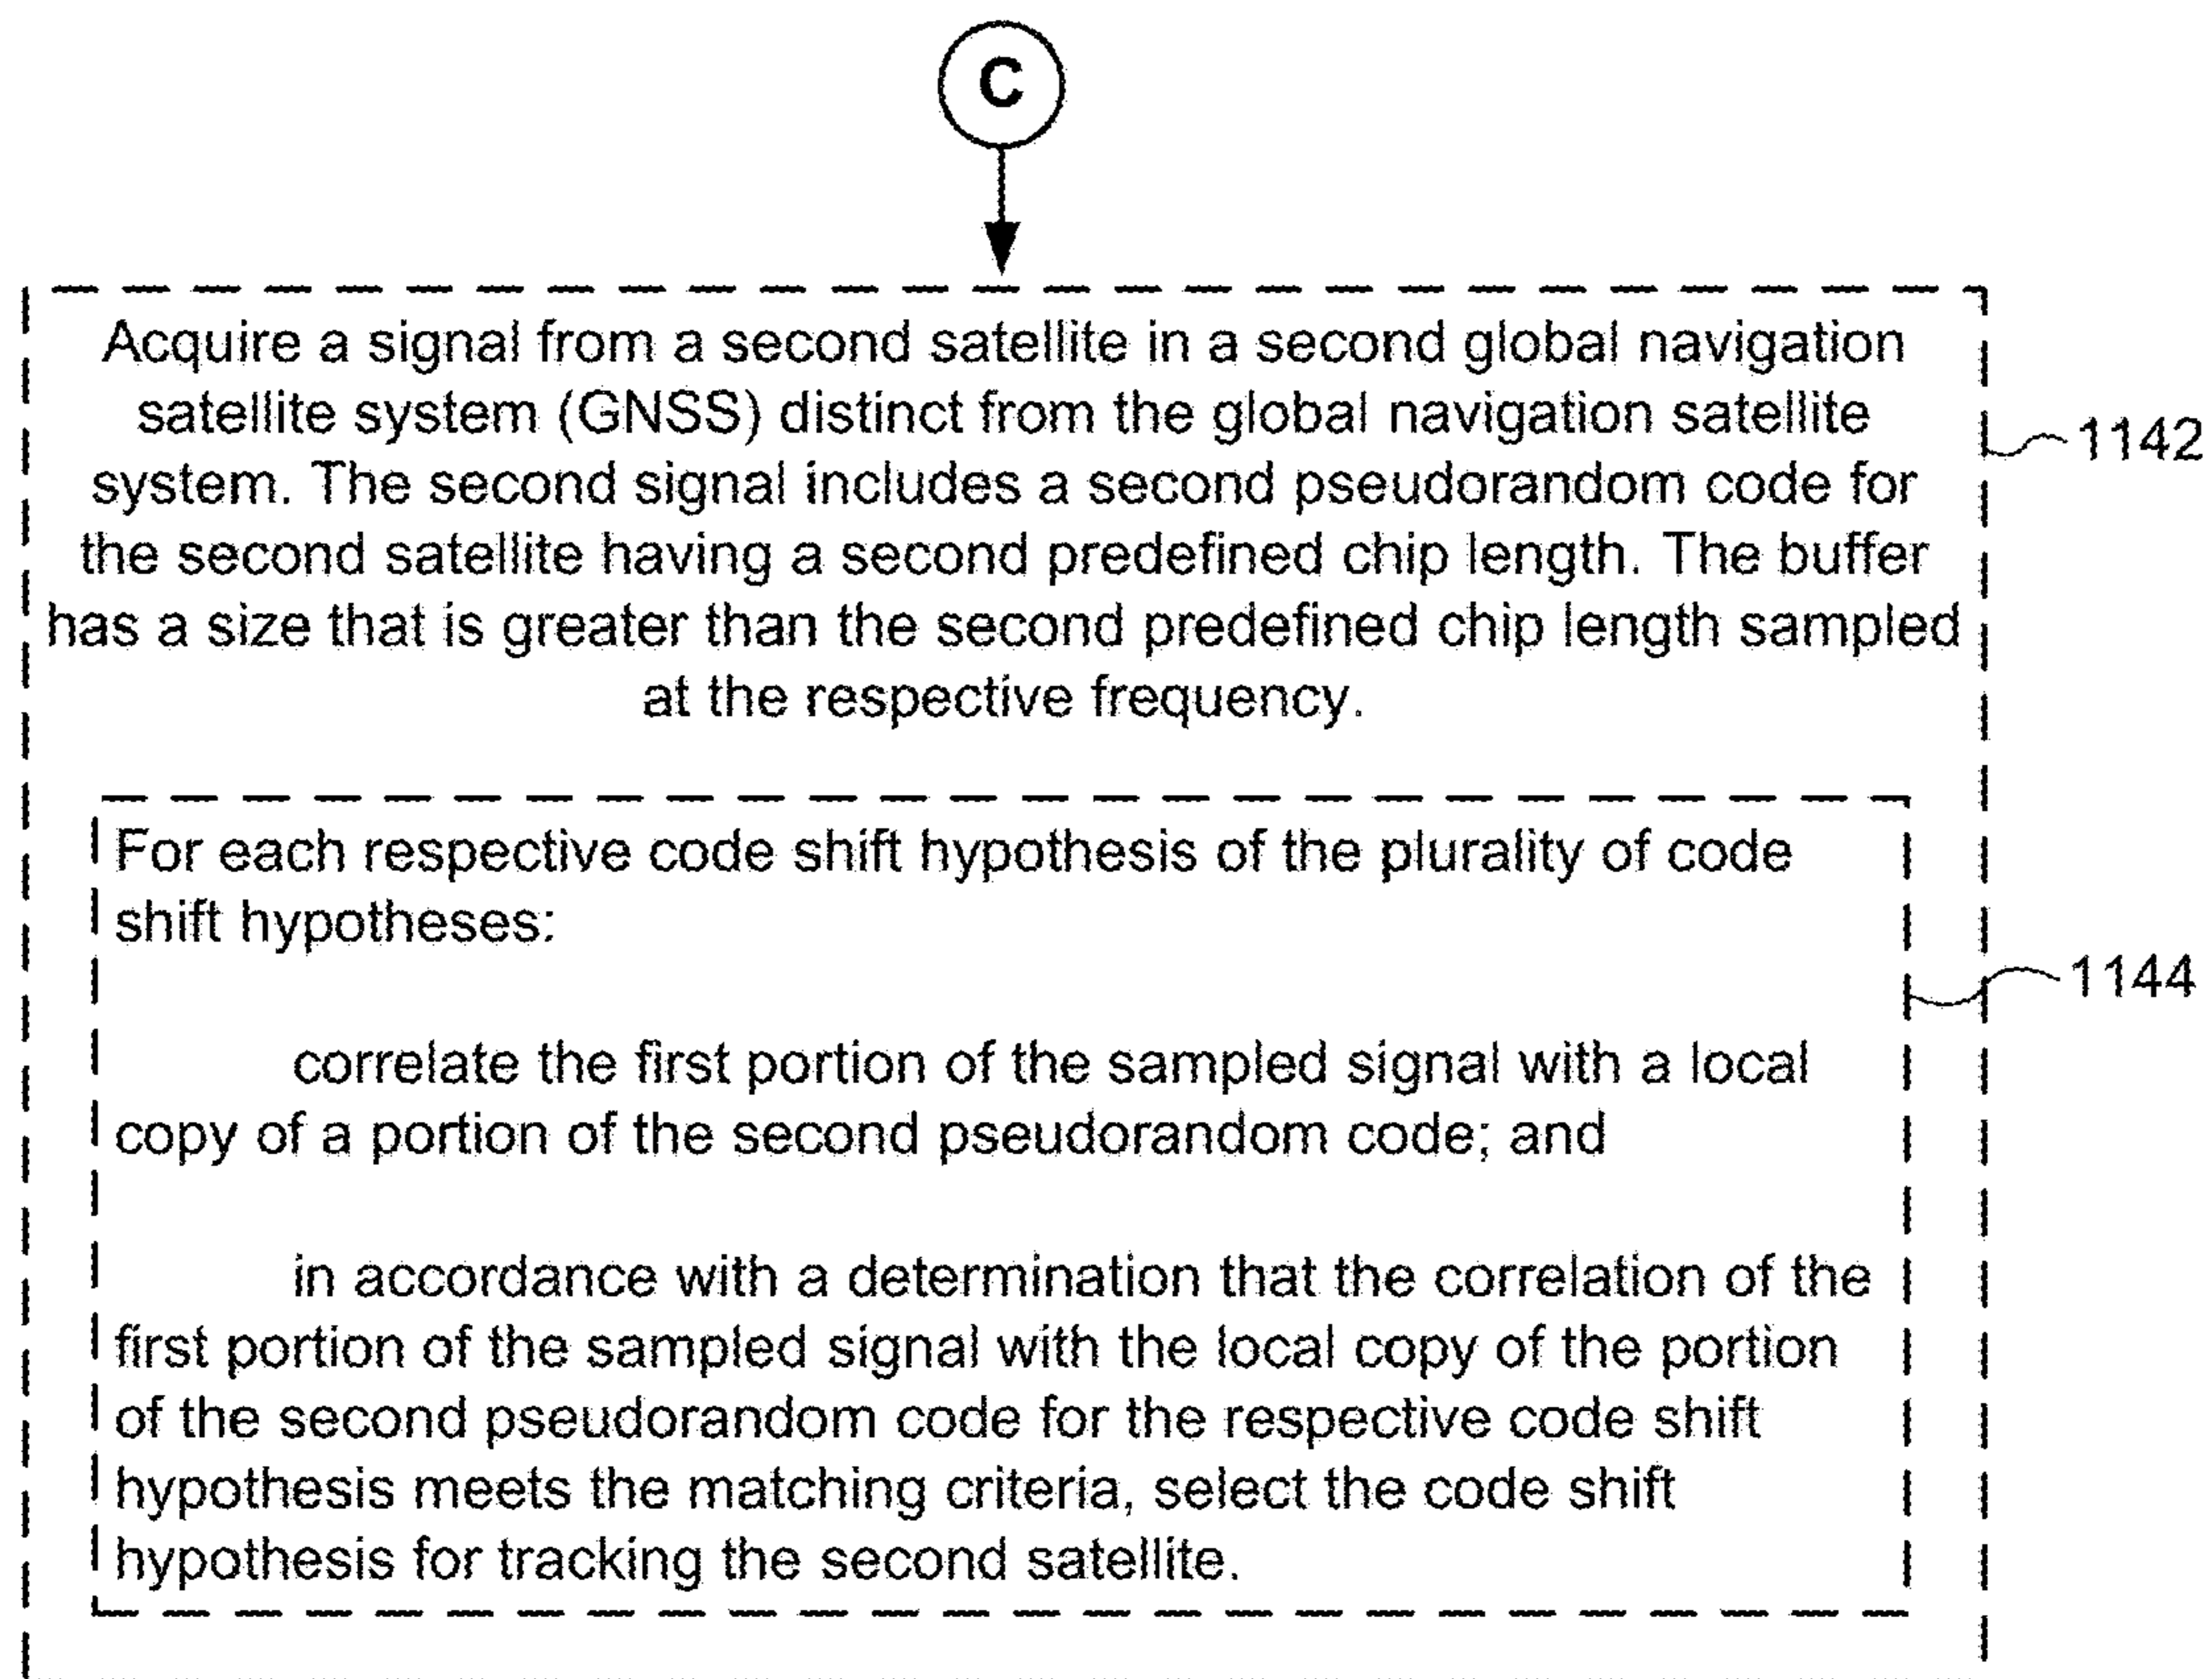 C
Acquire a signal from a second satellite in a second global navigation
satellite system (GNSS) distinct from the global navigation satellite
system. The second signal includes a second pseudorandom code for
the second satellite having a second predefined chip length. The buffer
has a size that is greater than the second predefined chip length sampled
at the respective frequency.
1142
For each respective code shift hypothesis of the plurality of code
shift hypotheses:
1144
correlate the first portion of the sampled signal with a local
copy of a portion of the second pseudorandom code; and
in accordance with a determination that the correlation of the
first portion of the sampled signal with the local copy of the portion
of the second pseudorandom code for the respective code shift
hypothesis meets the matching criteria, select the code shift
hypothesis for tracking the second satellite.